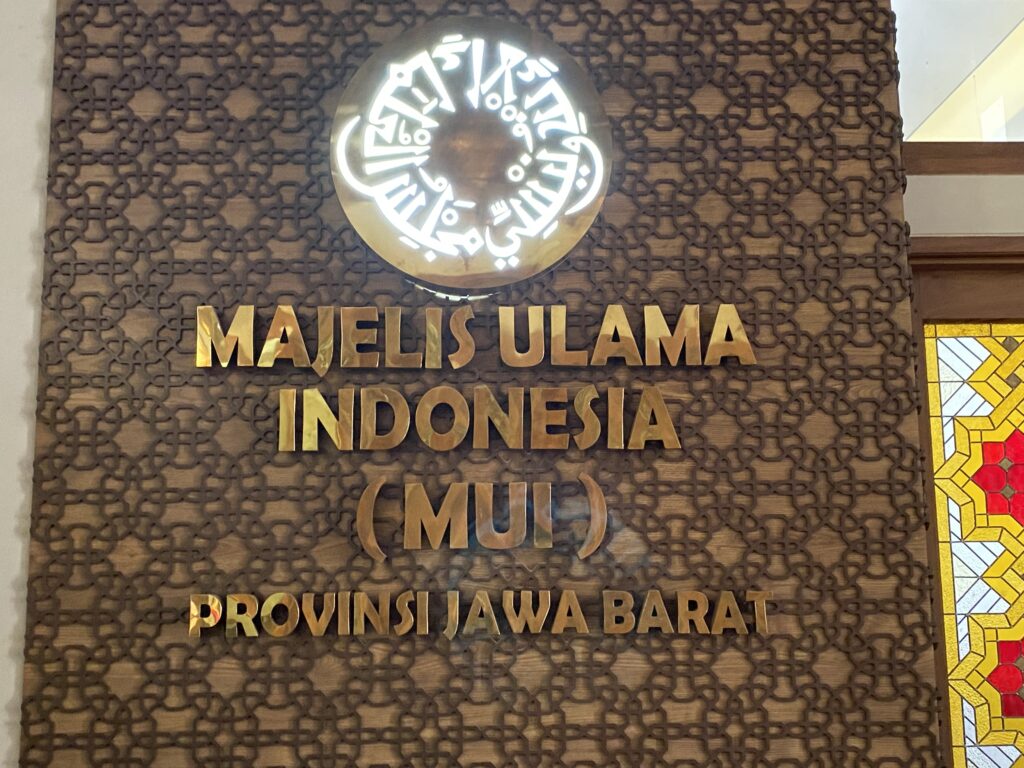 MAJELIS ULAMA
INDONESIA
( MUI )
PROVINSI JAWA BARAT